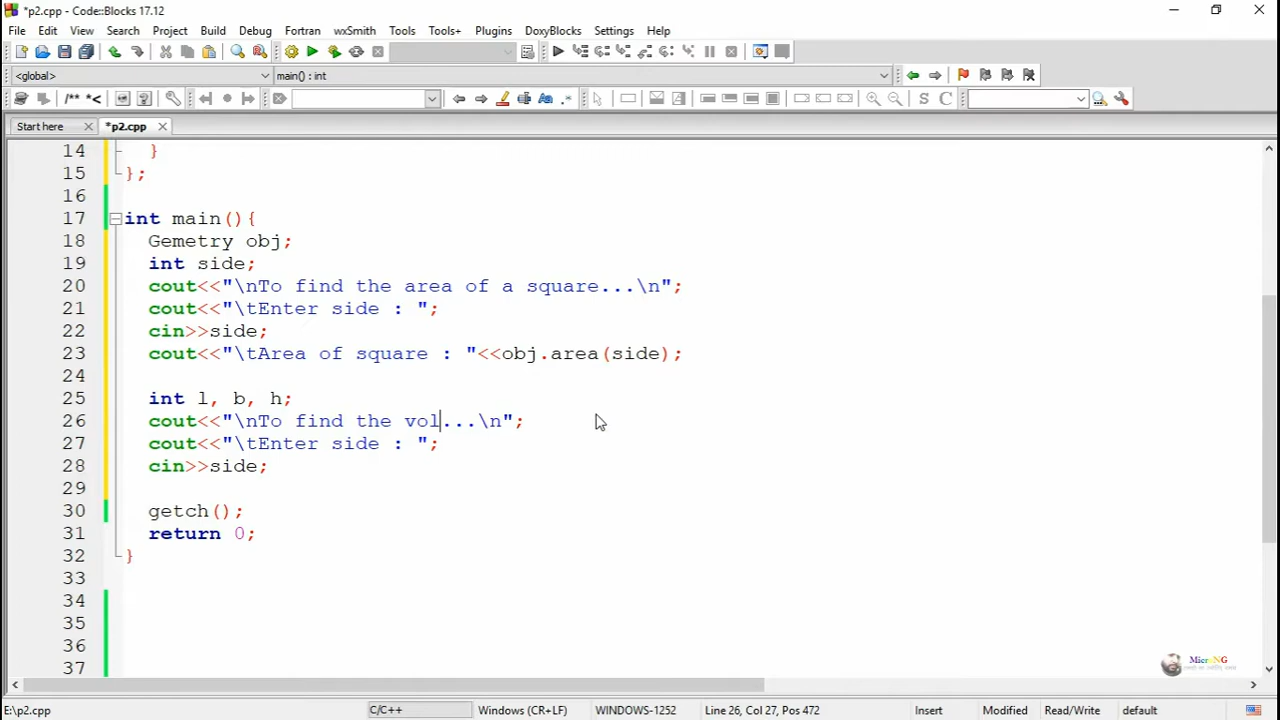 *p2.cpp - Code::Blocks 17.12
File Edit View Search Project Build Debug Fortran wxSmith Tools Tools+ Plugins DoxyBlocks Settings Help
<global> main() : int
/** *< Aa .* S C
Start here *p2.cpp
14 }
15 };
16
17 int main(){
18 Gemetry obj;
19 int side;
20 cout<<"\nTo find the area of a square...\n";
21 cout<<"\tEnter side : ";
22 cin>>side;
23 cout<<"\tArea of square : "<<obj.area(side);
24
25 int l, b, h;
26 cout<<"\nTo find the vol...\n";
27 cout<<"\tEnter side : ";
28 cin>>side;
29
30 getch();
31 return 0;
32 }
33
34
35
36
37
MicroNG
E:\p2.cpp C/C++ Windows (CR+LF) WINDOWS-1252 Line 26, Col 27, Pos 472 Insert Modified Read/Write default